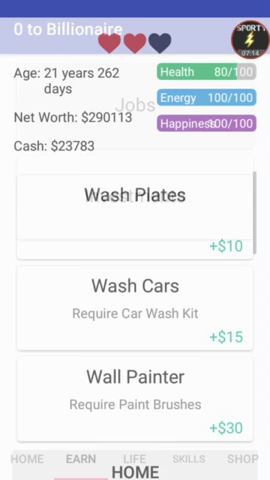 0 to Billionaire
SPORTY
07:14
Age: 21 years 262
days
Health 80/100
Energy 100/100
Jobs
Net Worth: $290113
Happiness 100/100
Cash: $23783
Wash Plates
+$10
Wash Cars
Require Car Wash Kit
+$15
Wall Painter
Require Paint Brushes
+$30
HOME EARN LIFE SKILLS SHOP
HOME